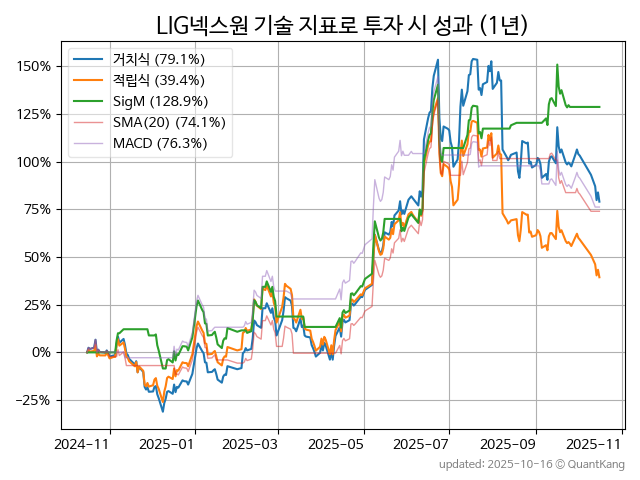 LIG넥스원 기술 지표로 투자 시 성과 (1년)
거치식 (79.1%)
적립식 (39.4%)
SigM (128.9%)
SMA(20) (74.1%)
MACD (76.3%)
150%
125%
100%
75%
50%
25%
0%
−25%
2024-11 2025-01 2025-03 2025-05 2025-07 2025-09 2025-11
updated: 2025-10-16 © QuantKang